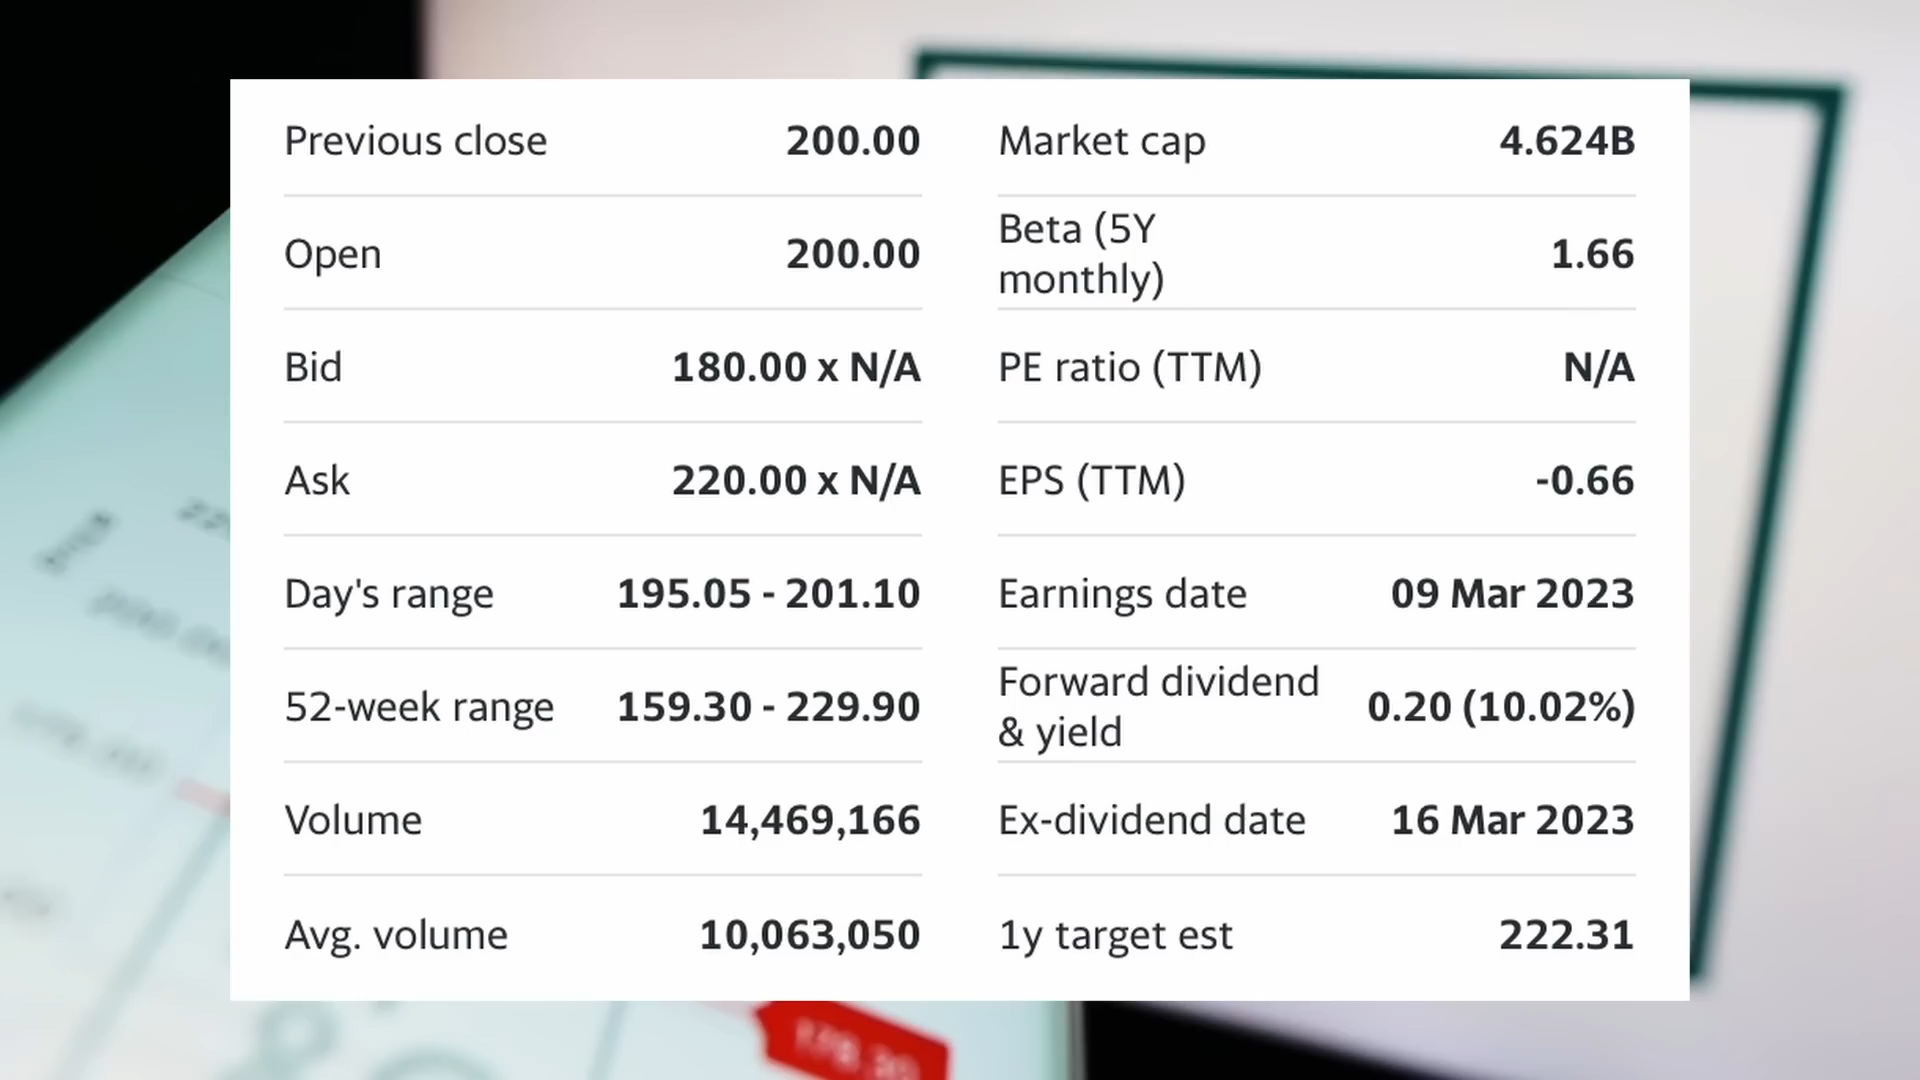 Previous close 200.00
Open 200.00
Bid 180.00 x N/A
Ask 220.00 x N/A
Day's range 195.05 - 201.10
52-week range 159.30 - 229.90
Volume 14,469,166
Avg. volume 10,063,050
Market cap 4.624B
Beta (5Y
monthly) 1.66
PE ratio (TTM) N/A
EPS (TTM) -0.66
Earnings date 09 Mar 2023
Forward dividend
& yield 0.20 (10.02%)
Ex-dividend date 16 Mar 2023
1y target est 222.31
178.30